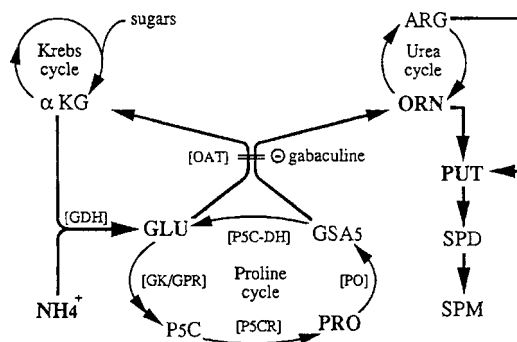 sugars
ARG
Krebs
cycle
Urea
cycle
α KG
ORN
[OAT]
⊖ gabaculine
PUT
[GDH]
GLU
[P5C-DH]
GSA5
SPD
[GK/GPR]
Proline
cycle
[PO]
NH4+
P5C
[P5CR]
PRO
SPM